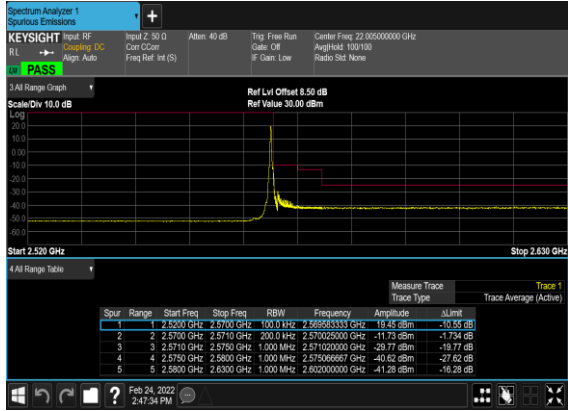 Spectrum Analyzer 1
Spurious Emissions
KEYSIGHT Input: RF Input Z: 50 Ω Atten: 40 dB Trig: Free Run Center Freq: 22.005000000 GHz
RL Coupling: DC Corr CCorr Gate: Off Avg|Hold: 100/100
Align: Auto Freq Ref: Int (S) IF Gain: Low Radio Std: None
PASS
3 All Range Graph
Ref Lvl Offset 8.50 dB
Scale/Div 10.0 dB Ref Value 30.00 dBm
Log
20.0
10.0
0.00
-10.0
-20.0
-30.0
-40.0
-50.0
-60.0
Start 2.520 GHz Stop 2.630 GHz
4 All Range Table
Measure Trace Trace 1
Trace Type Trace Average (Active)
Spur Range Start Freq Stop Freq RBW Frequency Amplitude ΔLimit
1 1 2.5200 GHz 2.5700 GHz 100.0 kHz 2.569583333 GHz 19.45 dBm -10.55 dB
2 2 2.5700 GHz 2.5710 GHz 200.0 kHz 2.570025000 GHz -11.73 dBm -1.734 dB
3 3 2.5710 GHz 2.5750 GHz 1.000 MHz 2.571020000 GHz -29.77 dBm -19.77 dB
4 4 2.5750 GHz 2.5800 GHz 1.000 MHz 2.575066667 GHz -40.62 dBm -27.62 dB
5 5 2.5800 GHz 2.6300 GHz 1.000 MHz 2.602000000 GHz -41.28 dBm -16.28 dB
Feb 24, 2022
2:47:34 PM